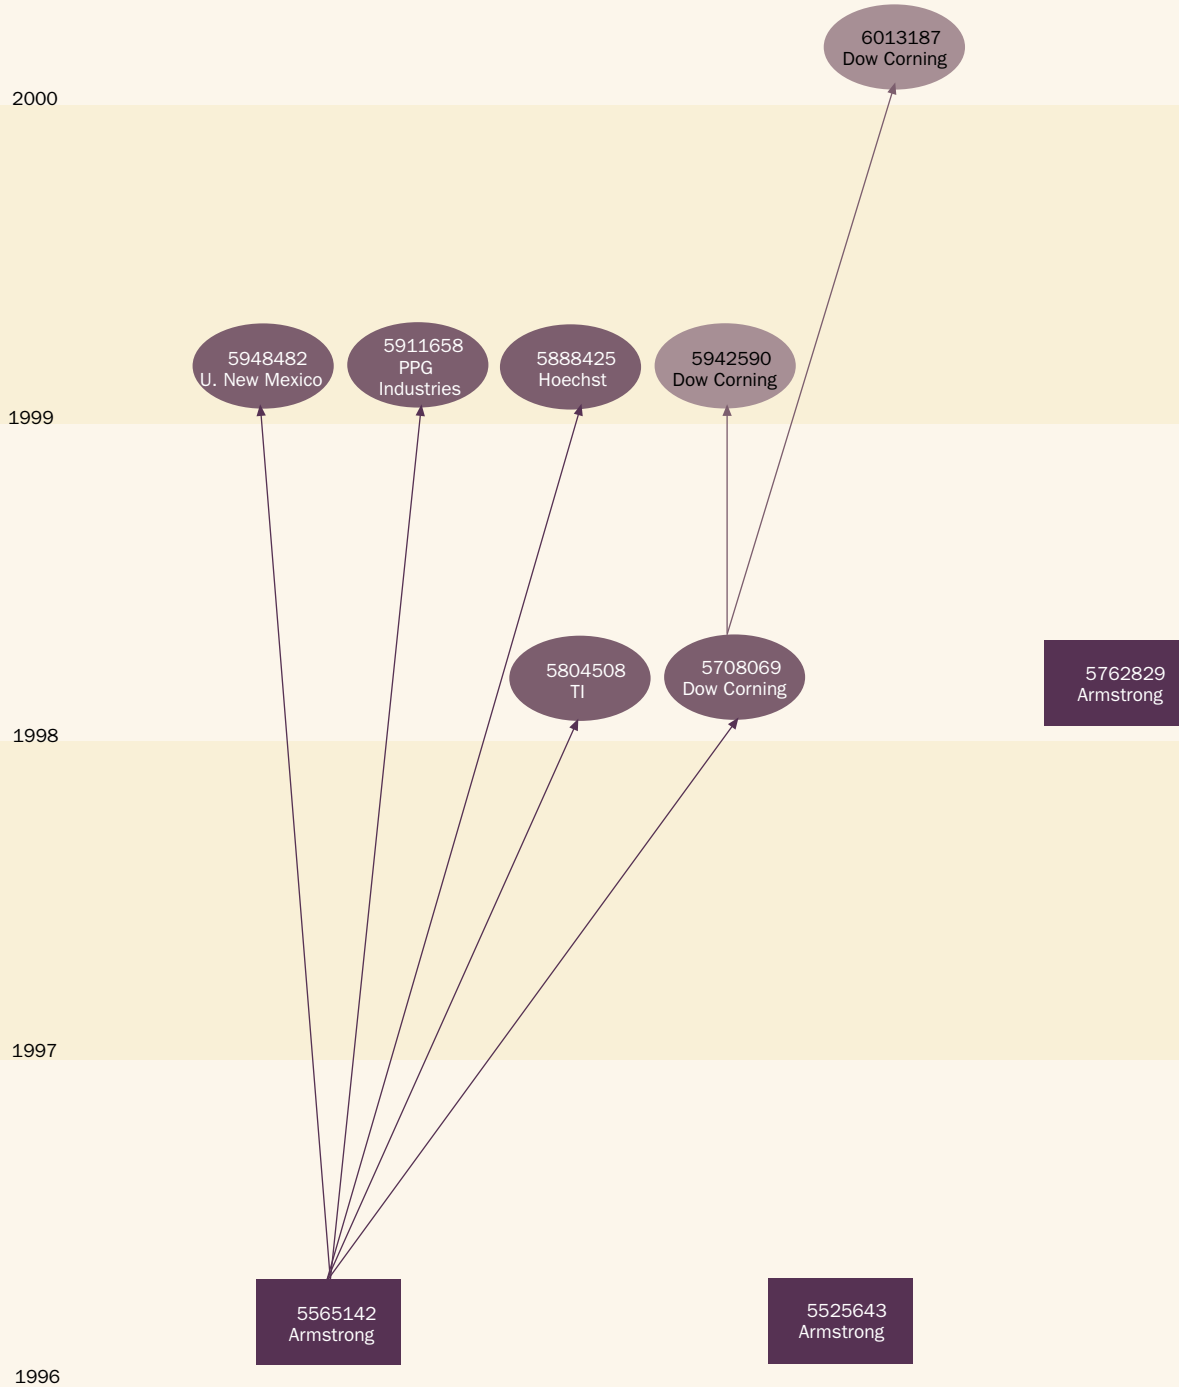 6013187
Dow Corning
2000
5948482
U. New Mexico
5911658
PPG
Industries
5888425
Hoechst
5942590
Dow Corning
1999
5804508
TI
5708069
Dow Corning
5762829
Armstrong
1998
1997
5565142
Armstrong
5525643
Armstrong
1996